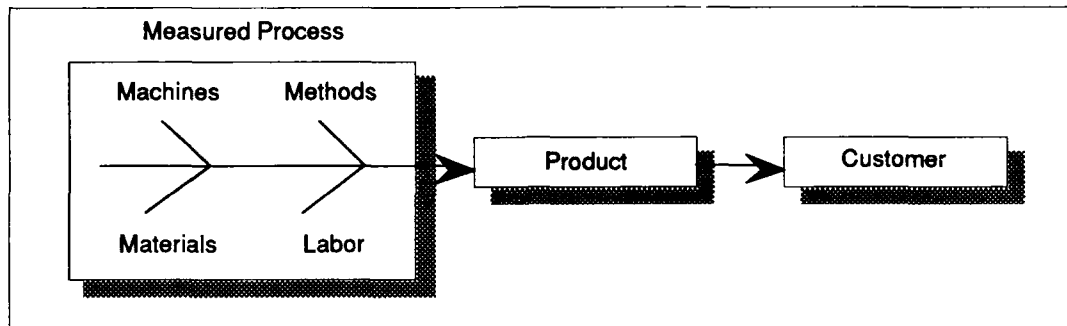 Measured Process
Machines Methods
Product
Customer
Materials Labor